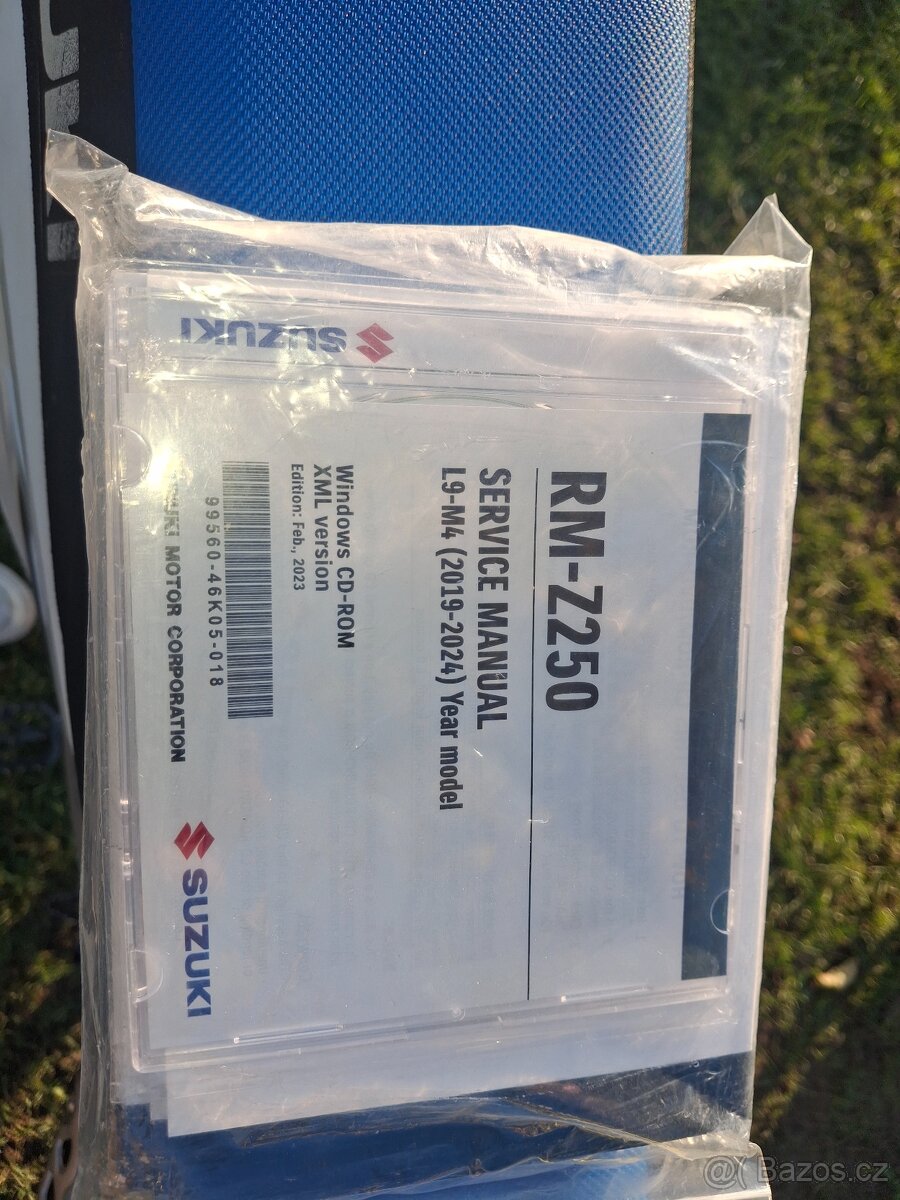 SUZUKI
RM-Z250
SERVICE MANUAL
L9-M4 (2019-2024) Year model
Windows CD-ROM
XML version
Edition: Feb., 2023
99560-46K05-018
MOTOR CORPORATION
SUZUKI
@ Bazos.cz